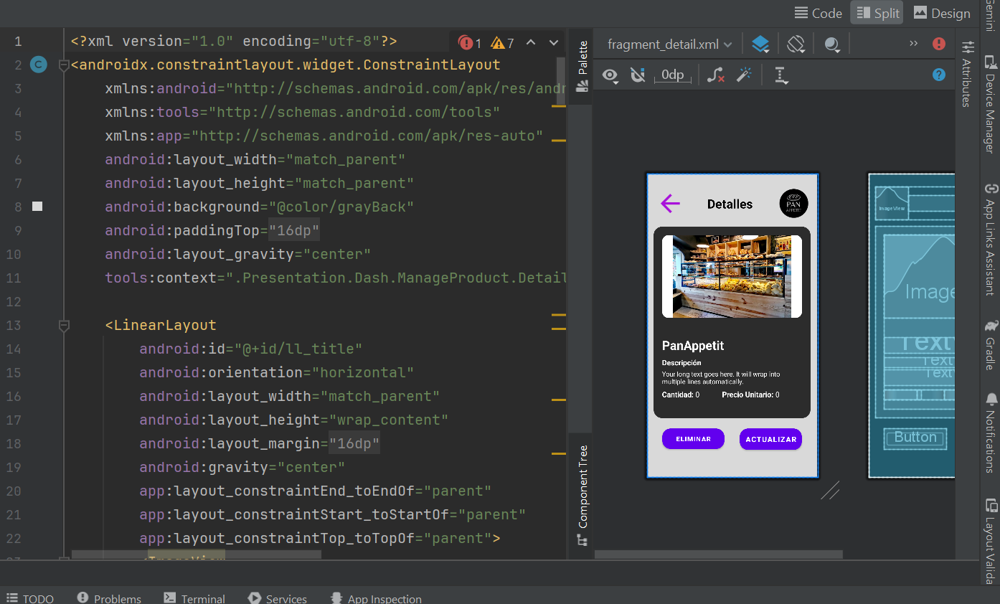 Code Split Design
1 <?xml version="1.0" encoding="utf-8"?> 1 7
2 <androidx.constraintlayout.widget.ConstraintLayout
3 xmlns:android="http://schemas.android.com/apk/res/andr
4 xmlns:tools="http://schemas.android.com/tools"
5 xmlns:app="http://schemas.android.com/apk/res-auto"
6 android:layout_width="match_parent"
7 android:layout_height="match_parent"
8 android:background="@color/grayBack"
9 android:paddingTop="16dp"
10 android:layout_gravity="center"
11 tools:context=".Presentation.Dash.ManageProduct.Detail
12
13 <LinearLayout
14 android:id="@+id/ll_title"
15 android:orientation="horizontal"
16 android:layout_width="match_parent"
17 android:layout_height="wrap_content"
18 android:layout_margin="16dp"
19 android:gravity="center"
20 app:layout_constraintEnd_toEndOf="parent"
21 app:layout_constraintStart_toStartOf="parent"
22 app:layout_constraintTop_toTopOf="parent">
Palette
Component Tree
fragment_detail.xml
0dp
Detalles
PAN
APPETIT
PanAppetit
Descripción
Your long text goes here. It will wrap into
multiple lines automatically.
Cantidad: 0 Precio Unitario: 0
ELIMINAR ACTUALIZAR
ImageView
Image
Text
Text
Text
Button
Attributes
Gemini
Device Manager
App Links Assistant
Gradle
Notifications
Layout Valida
TODO Problems Terminal Services App Inspection